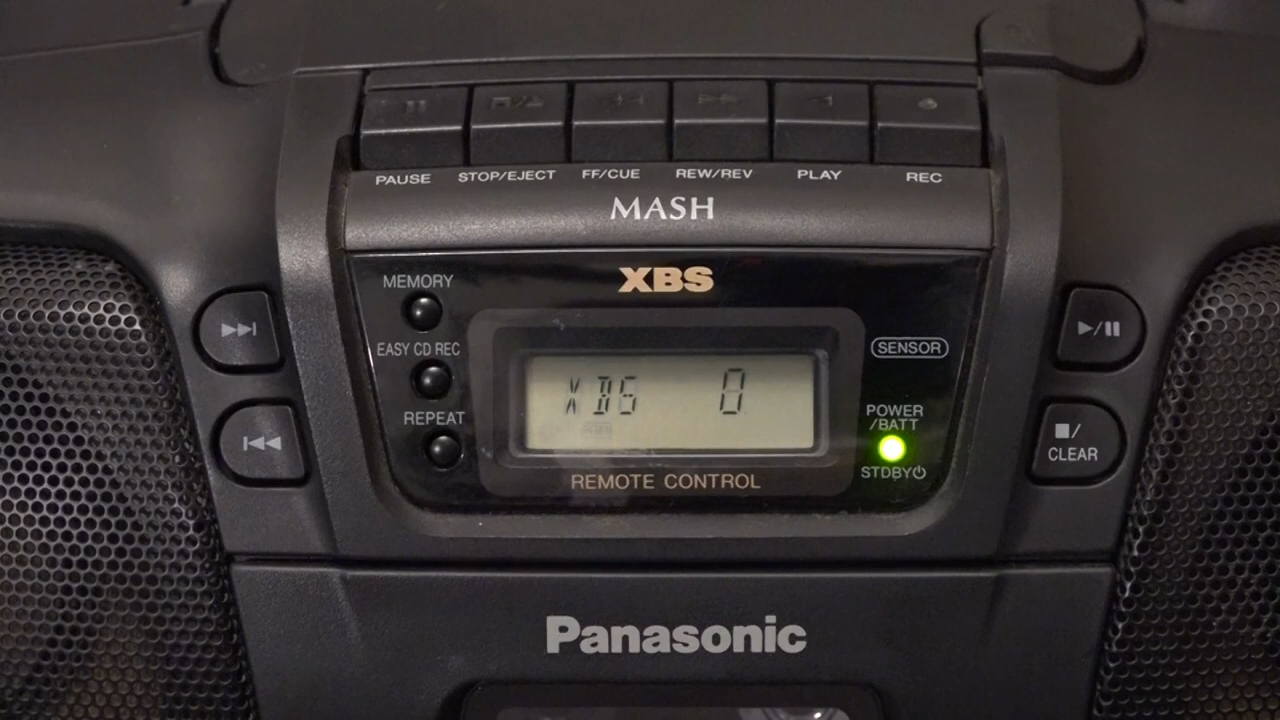 PAUSE STOP/EJECT FF/CUE REW/REV PLAY REC
MASH
XBS
MEMORY
EASY CD REC
REPEAT
XBS 0
SENSOR
POWER
/BATT
STDBY
REMOTE CONTROL
CLEAR
Panasonic